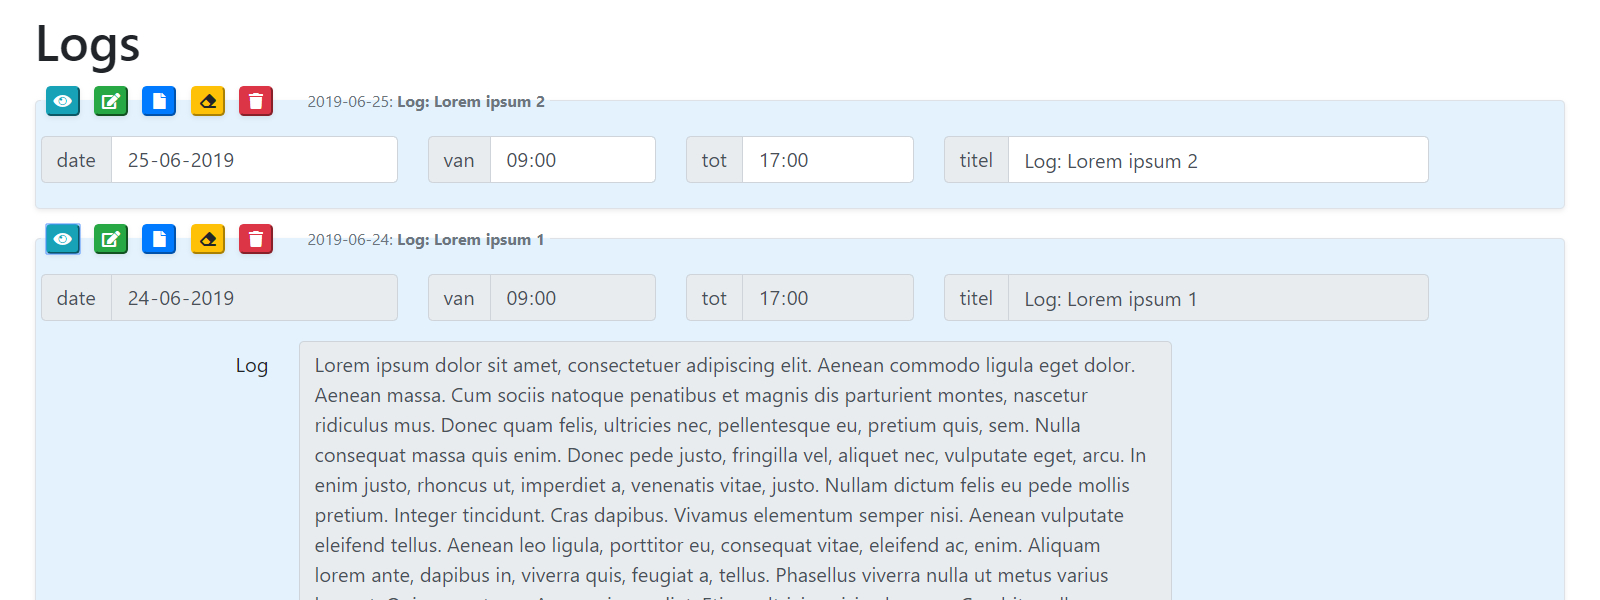 Logs
2019-06-25: Log: Lorem ipsum 2
date 25-06-2019 van 09:00 tot 17:00 titel Log: Lorem ipsum 2
2019-06-24: Log: Lorem ipsum 1
date 24-06-2019 van 09:00 tot 17:00 titel Log: Lorem ipsum 1
Log Lorem ipsum dolor sit amet, consectetuer adipiscing elit. Aenean commodo ligula eget dolor.
Aenean massa. Cum sociis natoque penatibus et magnis dis parturient montes, nascetur
ridiculus mus. Donec quam felis, ultricies nec, pellentesque eu, pretium quis, sem. Nulla
consequat massa quis enim. Donec pede justo, fringilla vel, aliquet nec, vulputate eget, arcu. In
enim justo, rhoncus ut, imperdiet a, venenatis vitae, justo. Nullam dictum felis eu pede mollis
pretium. Integer tincidunt. Cras dapibus. Vivamus elementum semper nisi. Aenean vulputate
eleifend tellus. Aenean leo ligula, porttitor eu, consequat vitae, eleifend ac, enim. Aliquam
lorem ante, dapibus in, viverra quis, feugiat a, tellus. Phasellus viverra nulla ut metus varius